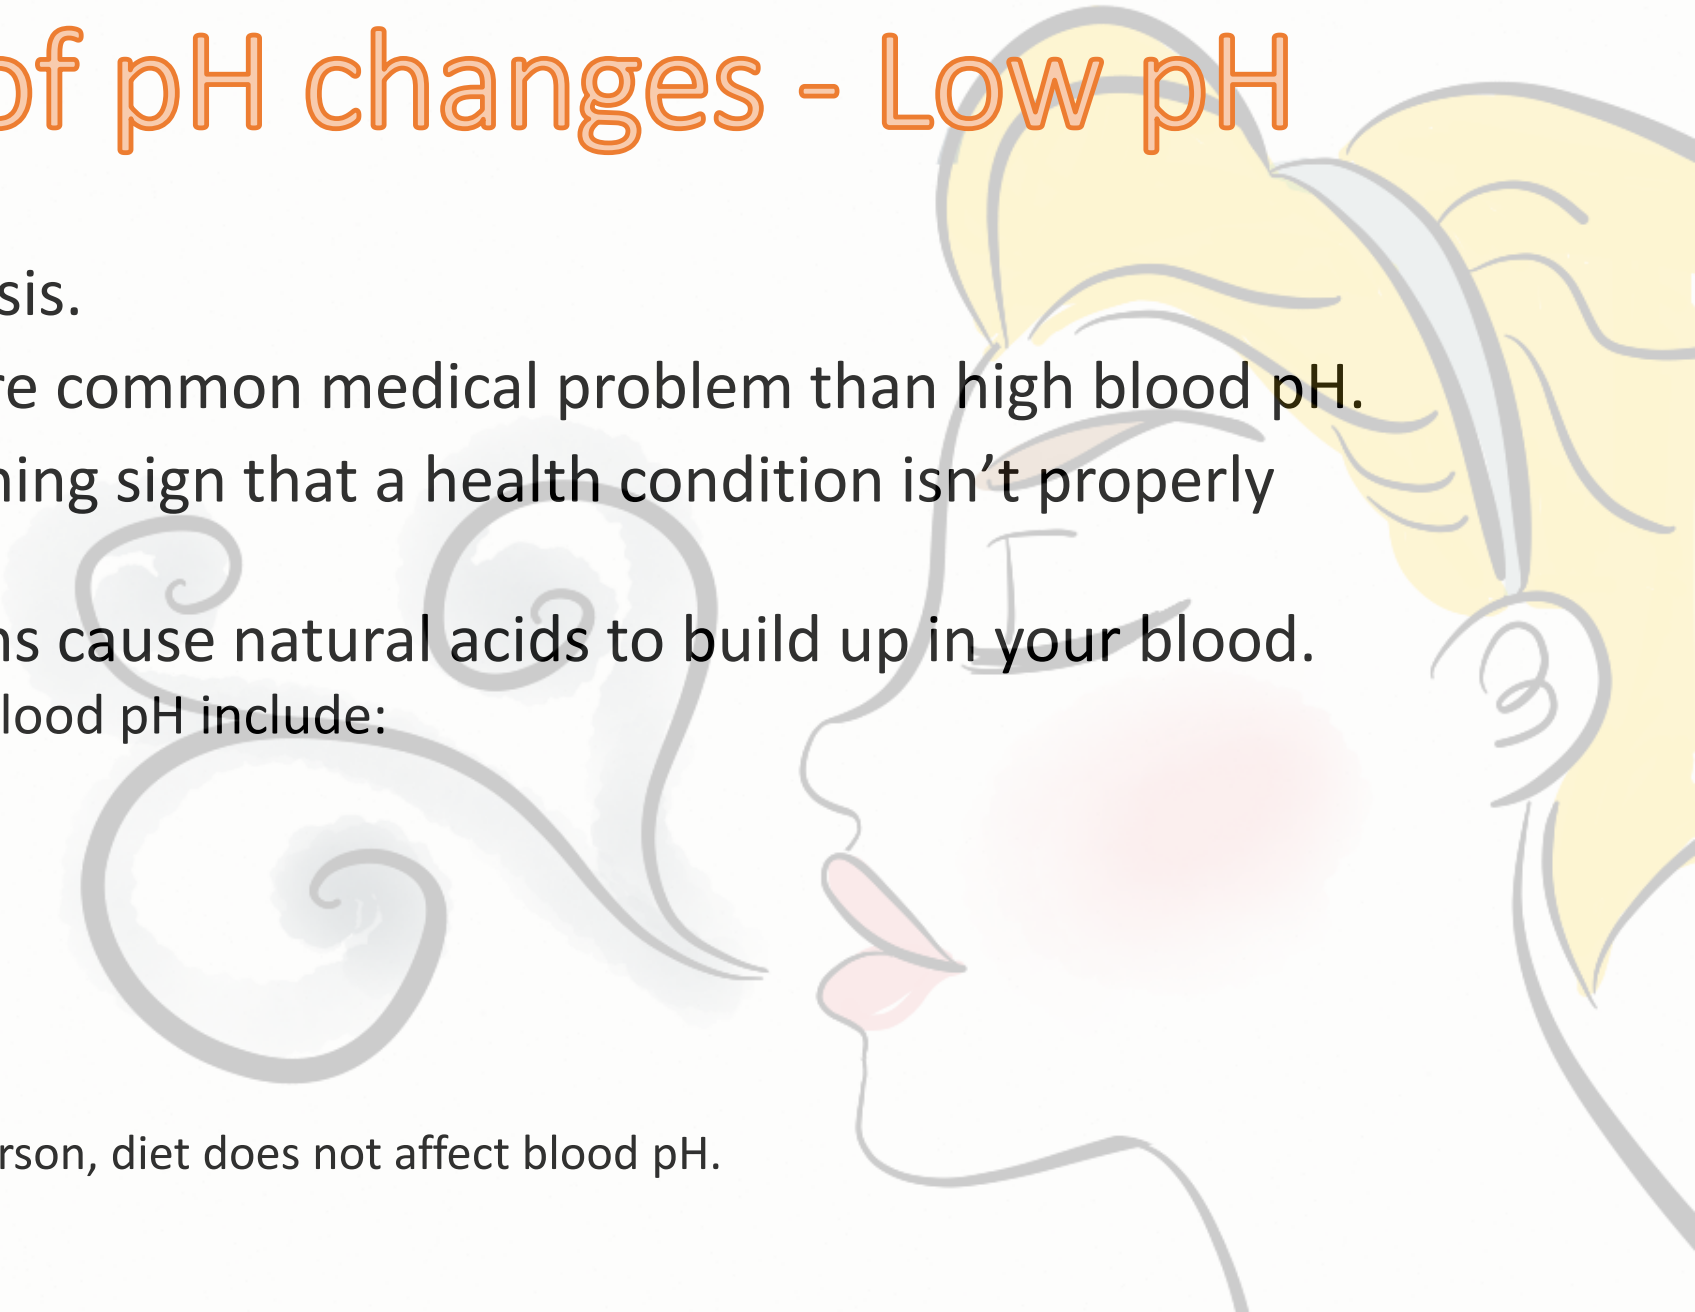 of pH changes - Low pH
sis.
re common medical problem than high blood pH.
ning sign that a health condition isn’t properly
ns cause natural acids to build up in your blood.
lood pH include:
rson, diet does not affect blood pH.